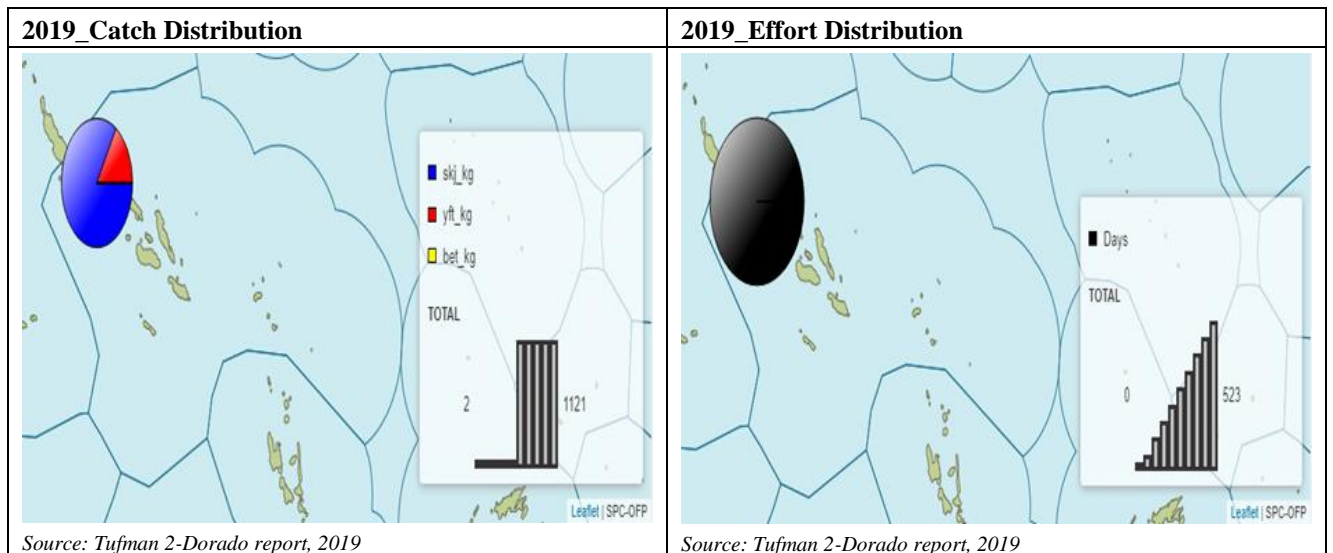 2019_Catch Distribution
2019_Effort Distribution
skj_kg
yft_kg
bet_kg
TOTAL
2
1121
Leaflet | SPC-OFP
Days
TOTAL
0
523
Leaflet | SPC-OFP
Source: Tufman 2-Dorado report, 2019
Source: Tufman 2-Dorado report, 2019